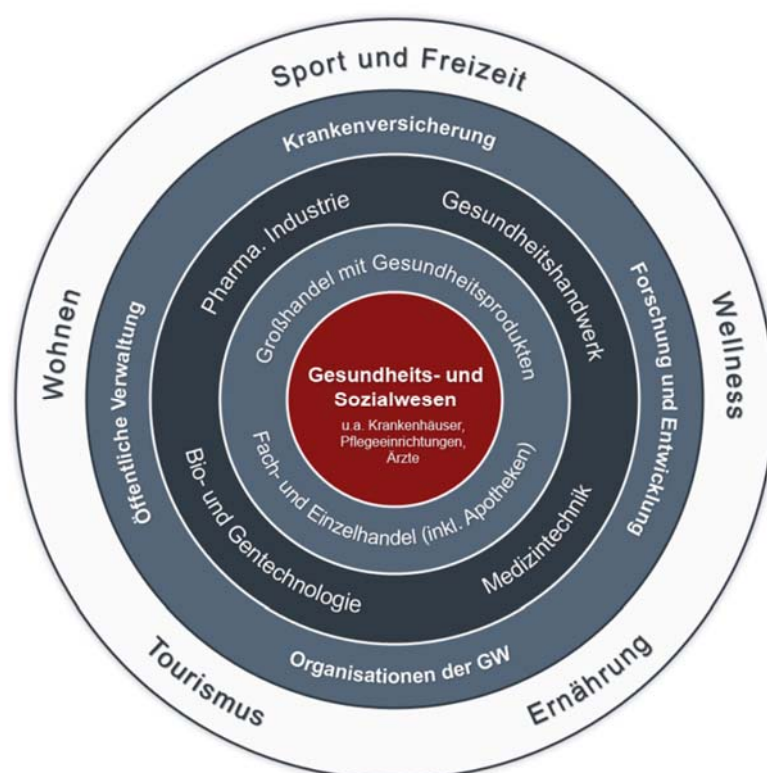 Sport und Freizeit
Wohnen
Wellness
Tourismus
Ernährung
Krankenversicherung
Öffentliche Verwaltung
Forschung und Entwicklung
Organisationen der GW
Pharma. Industrie
Gesundheitshandwerk
Bio- und Gentechnologie
Medizintechnik
Großhandel mit Gesundheitsprodukten
Fach- und Einzelhandel (inkl. Apotheken)
Gesundheits- und
Sozialwesen
u.a. Krankenhäuser,
Pflegeeinrichtungen,
Ärzte